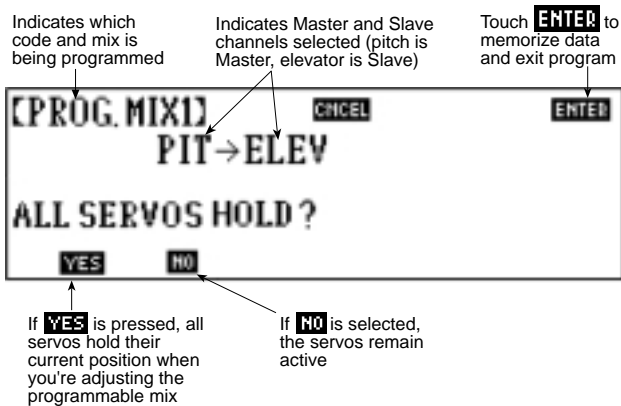 Indicates which
code and mix is
being programmed
Indicates Master and Slave
channels selected (pitch is
Master, elevator is Slave)
Touch ENTER to
memorize data
and exit program
[PROG. MIX1] CNCEL ENTER
PIT→ELEV
ALL SERVOS HOLD?
YES NO
If YES is pressed, all
servos hold their
current position when
you're adjusting the
programmable mix
If NO is selected,
the servos remain
active